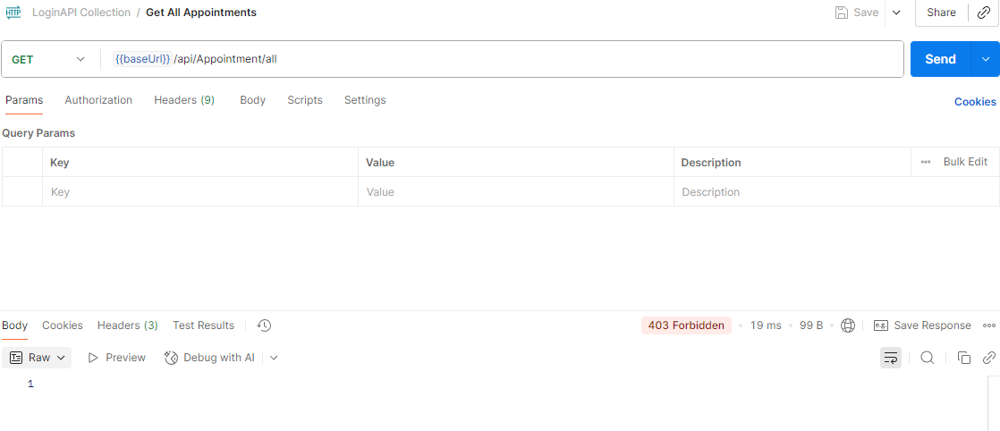 HTTP LoginAPI Collection / Get All Appointments Save Share
GET {{baseUrl}} /api/Appointment/all Send
Params Authorization Headers (9) Body Scripts Settings Cookies
Query Params
Key Value Description Bulk Edit
Key Value Description
Body Cookies Headers (3) Test Results 403 Forbidden • 19 ms • 99 B • e.g. Save Response
Raw Preview Debug with AI
1